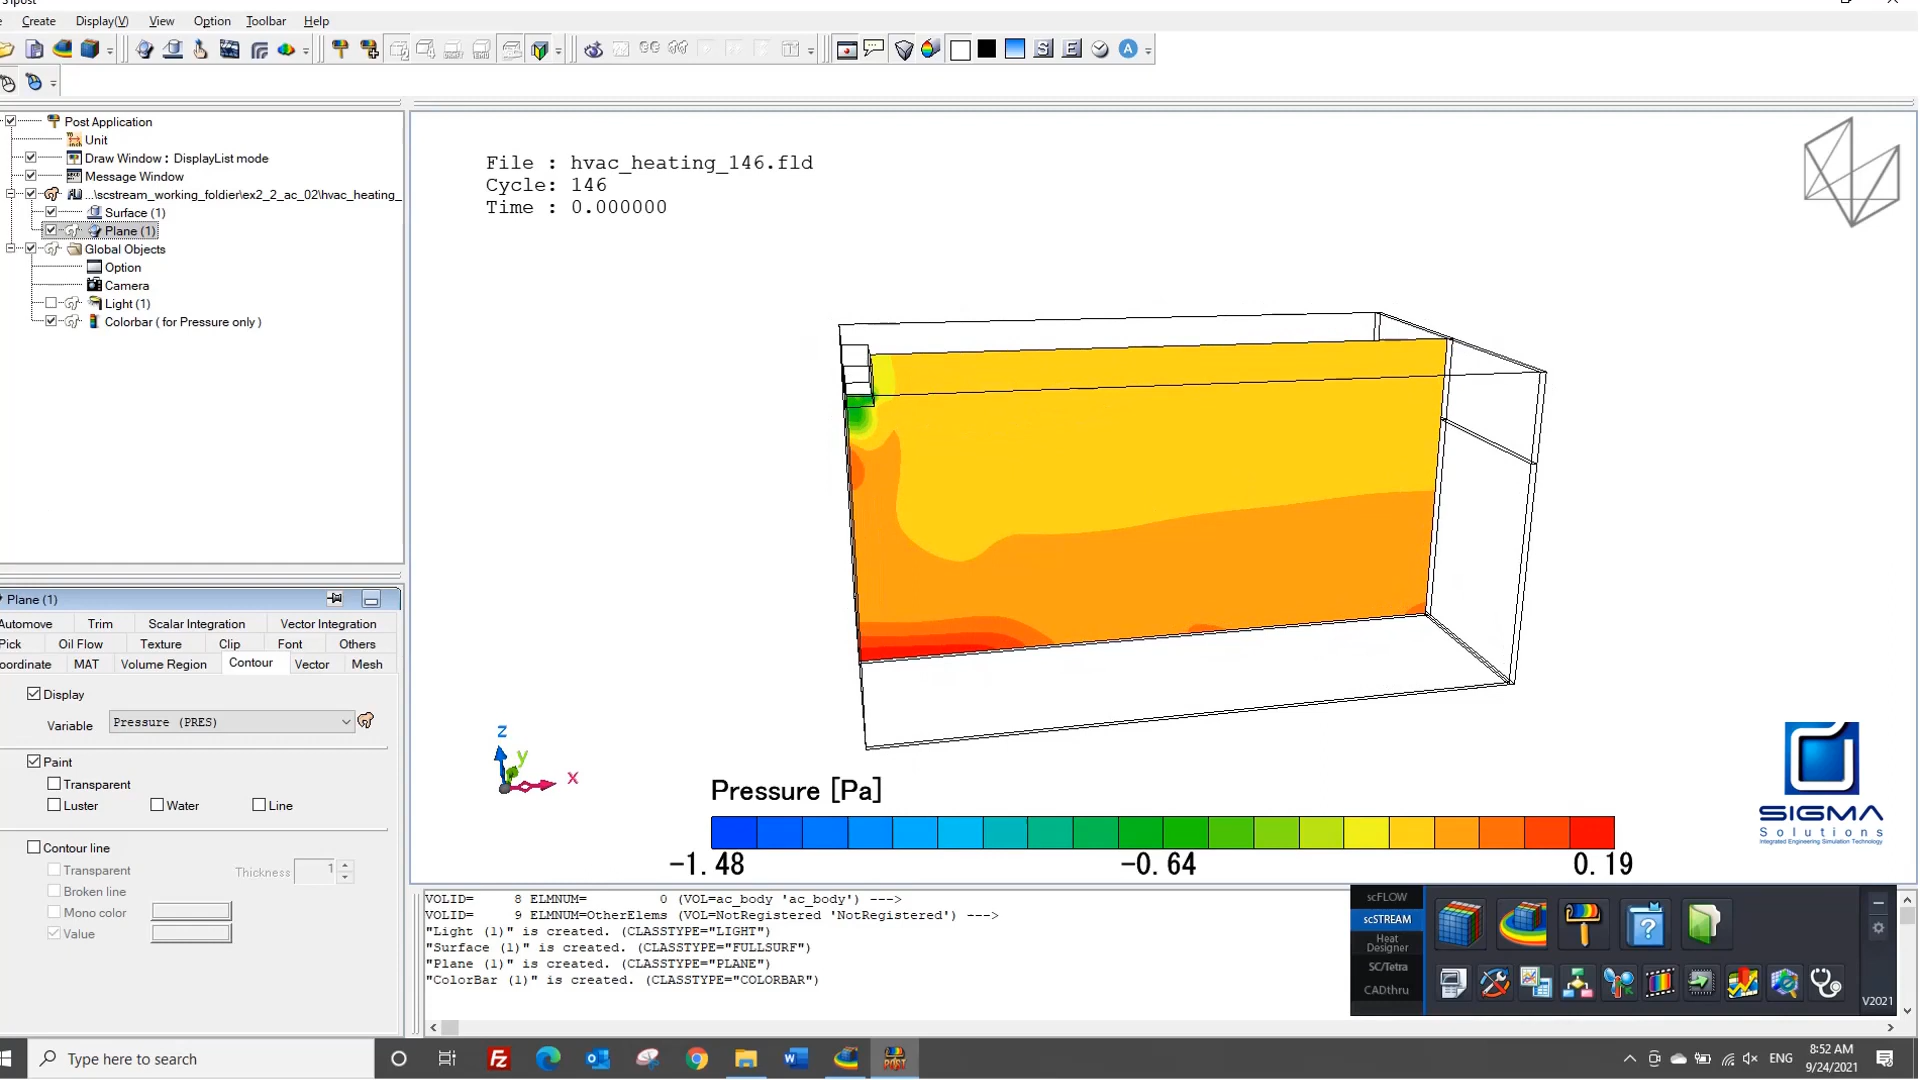 Create Display(V) View Option Toolbar Help
Post Application
Unit
Draw Window : DisplayList mode
Message Window
...\scstream_working_foldier\ex2_2_ac_02\hvac_heating_
Surface (1)
Plane (1)
Global Objects
Option
Camera
Light (1)
Colorbar ( for Pressure only )
File : hvac_heating_146.fld
Cycle: 146
Time : 0.000000
Plane (1)
Automove Trim Scalar Integration Vector Integration
Pick Oil Flow Texture Clip Font Others
oordinate MAT Volume Region Contour Vector Mesh
Display
Variable Pressure (PRES)
Paint
Transparent
Luster Water Line
Contour line
Transparent Thickness 1
Broken line
Mono color
Value
z
y
x
Pressure [Pa]
-1.48 -0.64 0.19
SIGMA
Solutions
Integrated Engineering Simulation Technology
VOLID= 8 ELMNUM= 0 (VOL=ac_body 'ac_body') --->
VOLID= 9 ELMNUM=OtherElems (VOL=NotRegistered 'NotRegistered') --->
"Light (1)" is created. (CLASSTYPE="LIGHT")
"Surface (1)" is created. (CLASSTYPE="FULLSURF")
"Plane (1)" is created. (CLASSTYPE="PLANE")
"ColorBar (1)" is created. (CLASSTYPE="COLORBAR")
scFLOW
scSTREAM
Heat
Designer
SC/Tetra
CADthru
V2021
Type here to search
POST
ENG
8:52 AM
9/24/2021